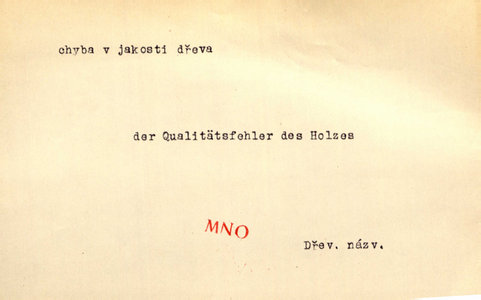 chyba v jakosti dřeva
der Qualitätsfehler des Holzes
MNO
Dřev. názv.